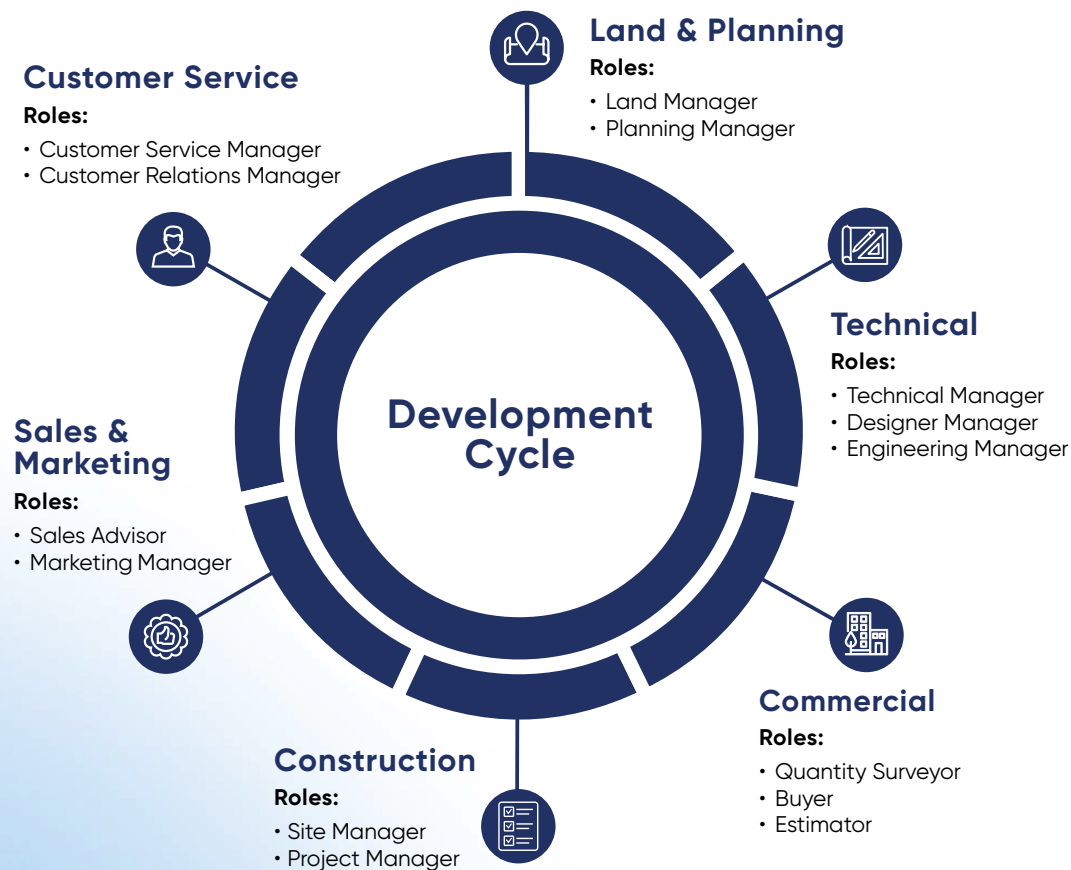 Land & Planning
Roles:
• Land Manager
• Planning Manager
Technical
Roles:
• Technical Manager
• Designer Manager
• Engineering Manager
Commercial
Roles:
• Quantity Surveyor
• Buyer
• Estimator
Construction
Roles:
• Site Manager
• Project Manager
Sales &
Marketing
Roles:
• Sales Advisor
• Marketing Manager
Customer Service
Roles:
• Customer Service Manager
• Customer Relations Manager
Development
Cycle